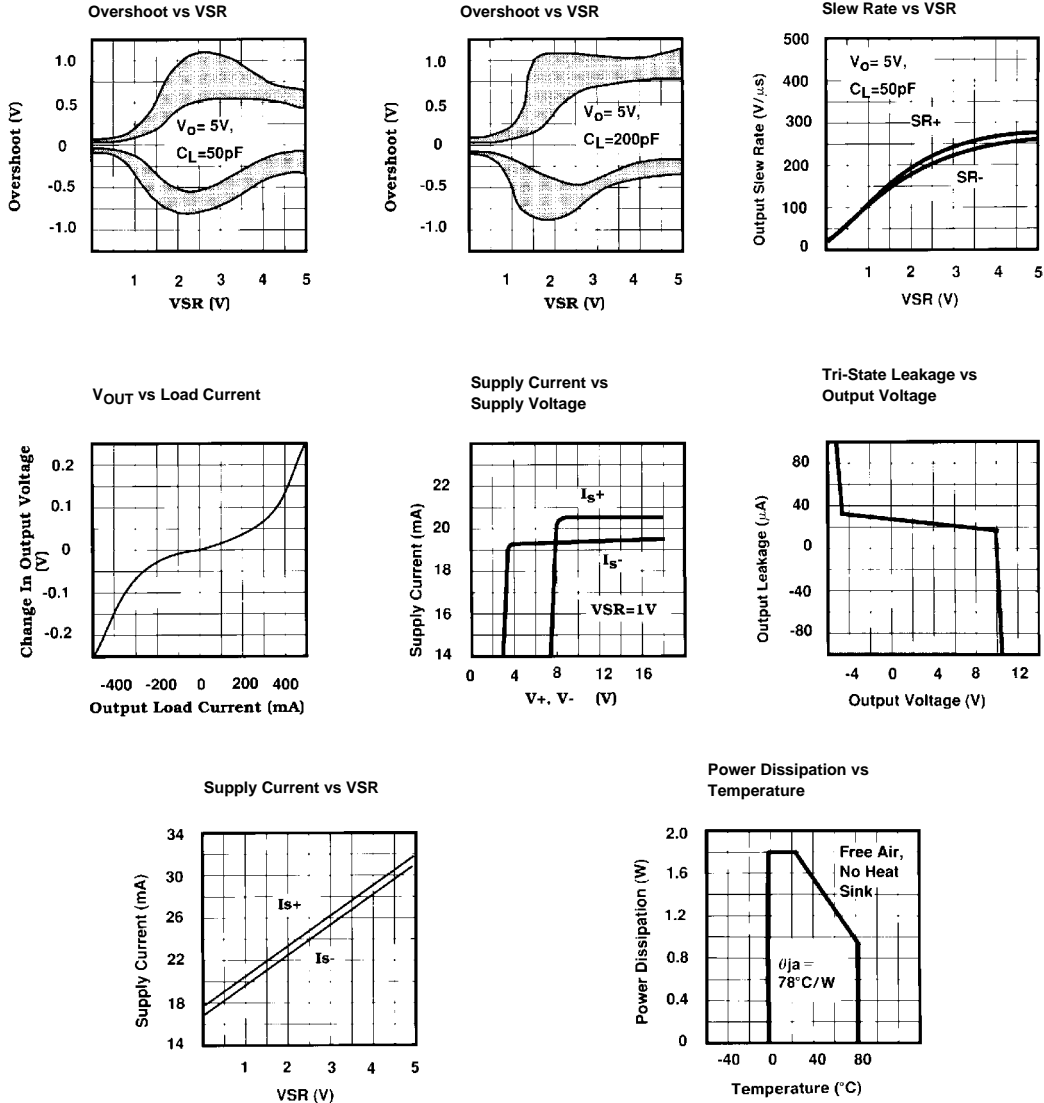 Overshoot vs VSR
Overshoot (V)
1.0
0.5
0
-0.5
-1.0
V_O= 5V,
C_L=50pF
1 2 3 4 5
VSR (V)
Overshoot vs VSR
Overshoot (V)
1.0
0.5
0
-0.5
-1.0
V_O= 5V,
C_L=200pF
1 2 3 4 5
VSR (V)
Slew Rate vs VSR
Output Slew Rate (V/μs)
500
400
300
200
100
0
V_O= 5V,
C_L=50pF
SR+
SR-
1 2 3 4 5
VSR (V)
V_OUT vs Load Current
Change In Output Voltage
(V)
0.2
0.1
0
-0.1
-0.2
-400 -200 0 200 400
Output Load Current (mA)
Supply Current vs
Supply Voltage
Supply Current (mA)
22
20
18
16
14
I_S+
I_S-
VSR=1V
0 4 8 12 16
V+, V- (V)
Tri-State Leakage vs
Output Voltage
Output Leakage (μA)
80
40
0
-40
-80
-4 0 4 8 12
Output Voltage (V)
Supply Current vs VSR
Supply Current (mA)
34
30
26
22
18
14
Is+
Is-
1 2 3 4 5
VSR (V)
Power Dissipation vs
Temperature
Power Dissipation (W)
2.0
1.6
1.2
0.8
0.4
0
Free Air,
No Heat
Sink
θja =
78°C/W
-40 0 40 80
Temperature (°C)